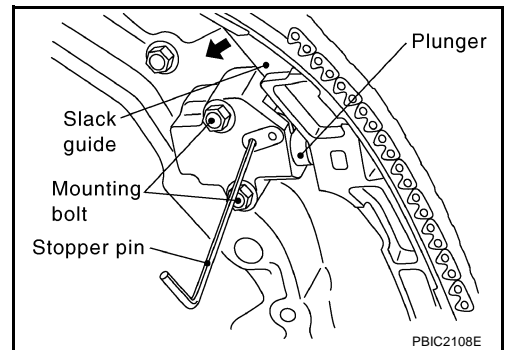 Plunger
Slack
guide
Mounting
bolt
Stopper pin
PBIC2108E